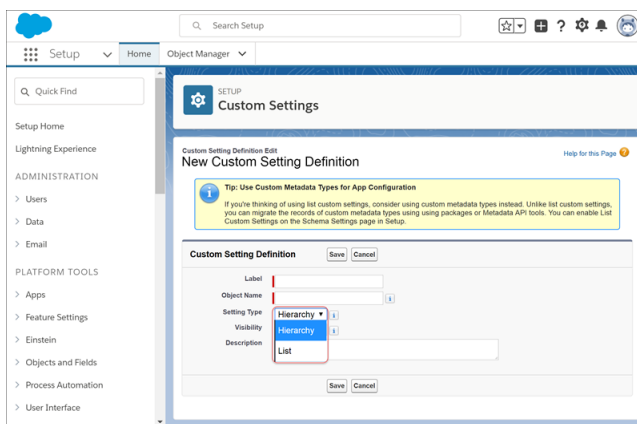 Search Setup
Setup
Home
Object Manager
Quick Find
Setup Home
Lightning Experience
ADMINISTRATION
Users
Data
Email
PLATFORM TOOLS
Apps
Feature Settings
Einstein
Objects and Fields
Process Automation
User Interface
SETUP
Custom Settings
Custom Setting Definition Edit
New Custom Setting Definition
Help for this Page
Tip: Use Custom Metadata Types for App Configuration
If you're thinking of using list custom settings, consider using custom metadata types instead. Unlike list custom settings,
you can migrate the records of custom metadata types using using packages or Metadata API tools. You can enable List
Custom Settings on the Schema Settings page in Setup.
Custom Setting Definition
Save Cancel
Label
Object Name
Setting Type Hierarchy
Visibility Hierarchy
Description
List
Save Cancel